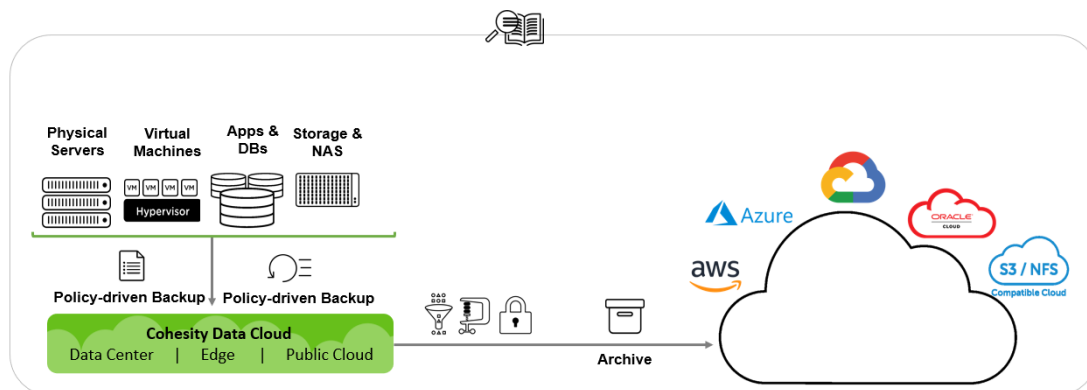 Physical
Servers
Virtual
Machines
Apps &
DBs
Storage &
NAS
VM VM VM VM
Hypervisor
Policy-driven Backup
Policy-driven Backup
Cohesity Data Cloud
Data Center | Edge | Public Cloud
Archive
aws
Azure
ORACLE
CLOUD
S3 / NFS
Compatible Cloud